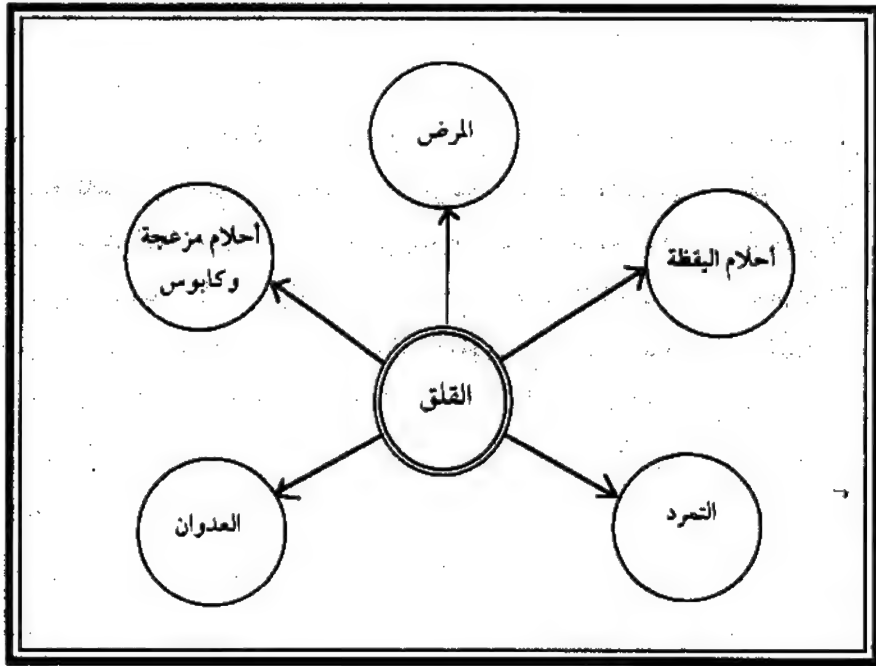 المرض
أحلام مزعجة
وكابوس
أحلام اليقظة
القلق
العدوان
التمرد